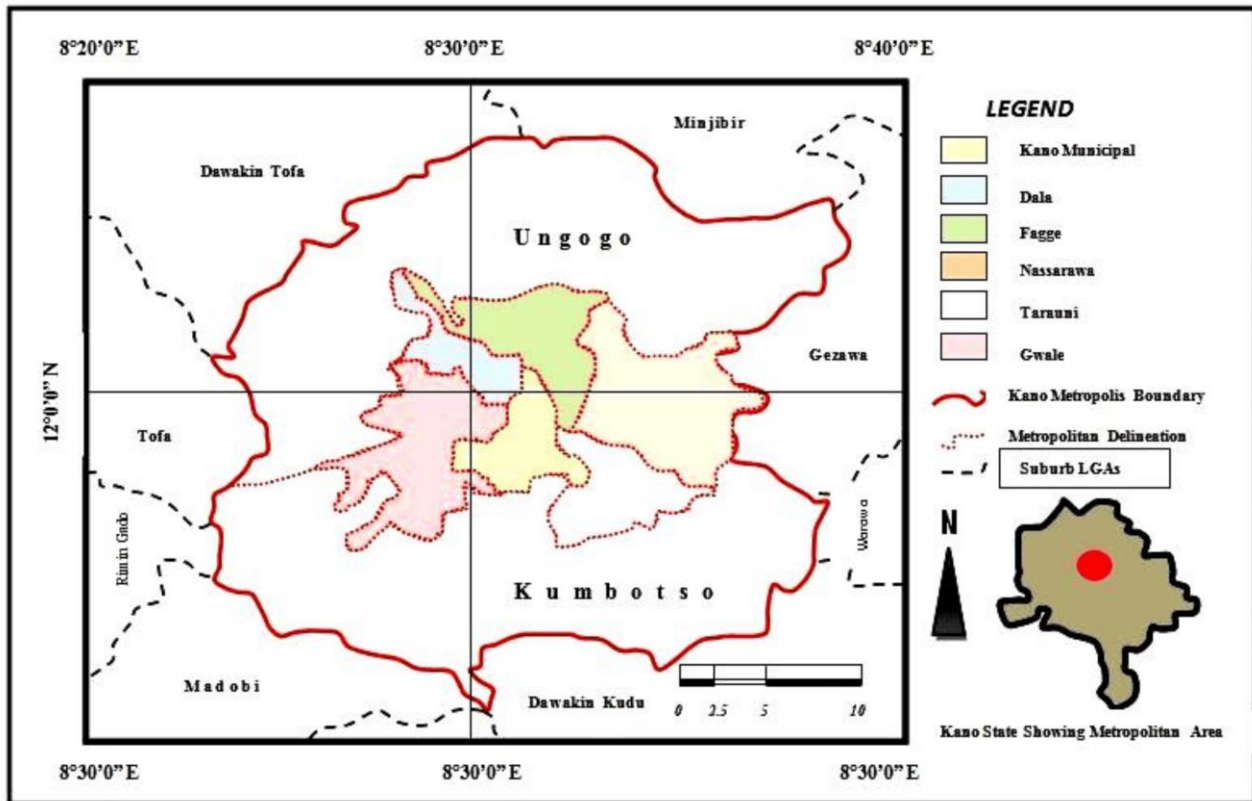 8°20'0”E 8°30'0”E 8°40'0”E
LEGEND
Minjibir
Kano Municipal
Dawakin Tofa
Dala
Ungogo
Fagge
Nassarawa
Tarauni
Gezawa
Gwale
12°0'0”N
Kano Metropolis Boundary
Tofa
Metropolitan Delineation
Suburb LGAs
Rimin Gado
Warawa
N
Kumbotso
Madobi
Dawakin Kudu
0 2.5 5 10
Kano State Showing Metropolitan Area
8°30'0”E 8°30'0”E 8°30'0”E